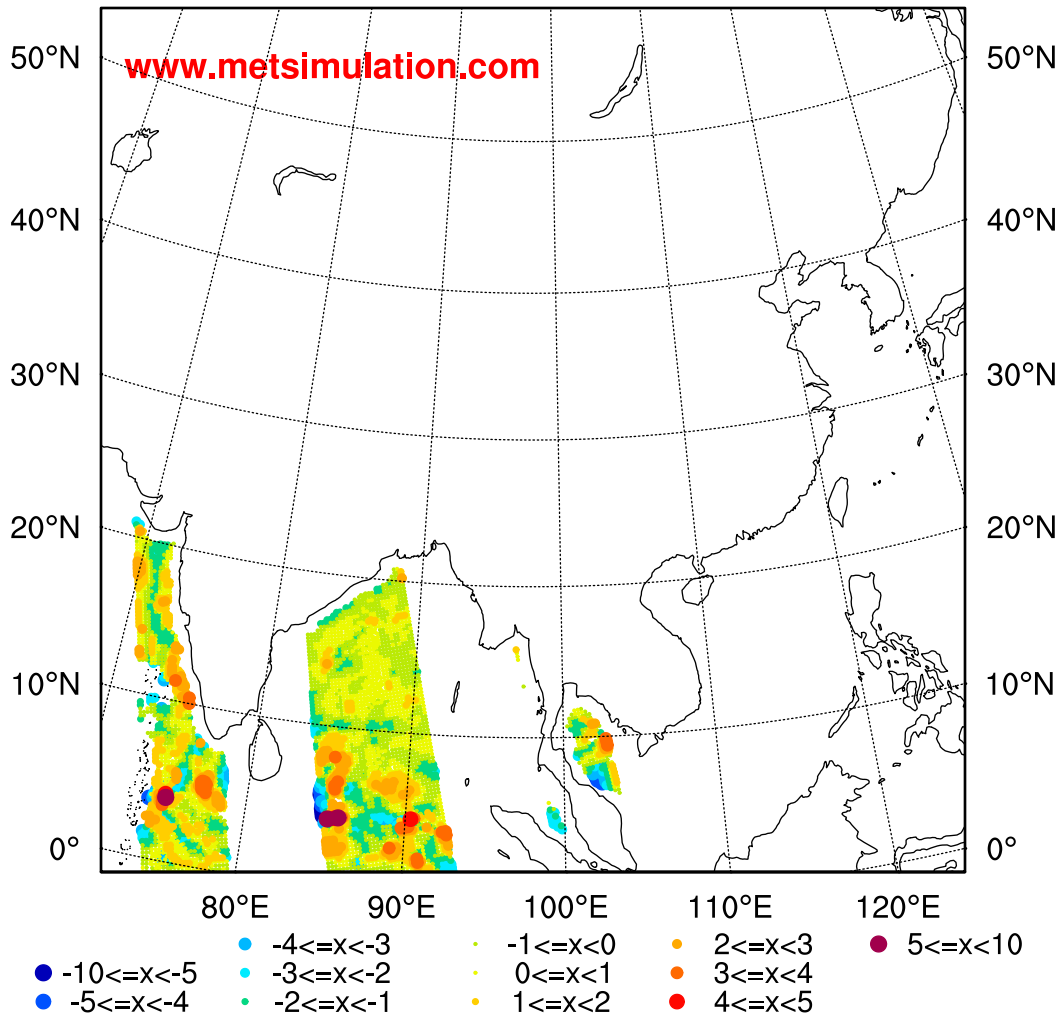 www.metsimulation.com
50°N 50°N
40°N 40°N
30°N 30°N
20°N 20°N
10°N 10°N
0° 0°
80°E 90°E 100°E 110°E 120°E
-4<=x<-3 -1<=x<0 2<=x<3 5<=x<10
-10<=x<-5 -3<=x<-2 0<=x<1 3<=x<4
-5<=x<-4 -2<=x<-1 1<=x<2 4<=x<5